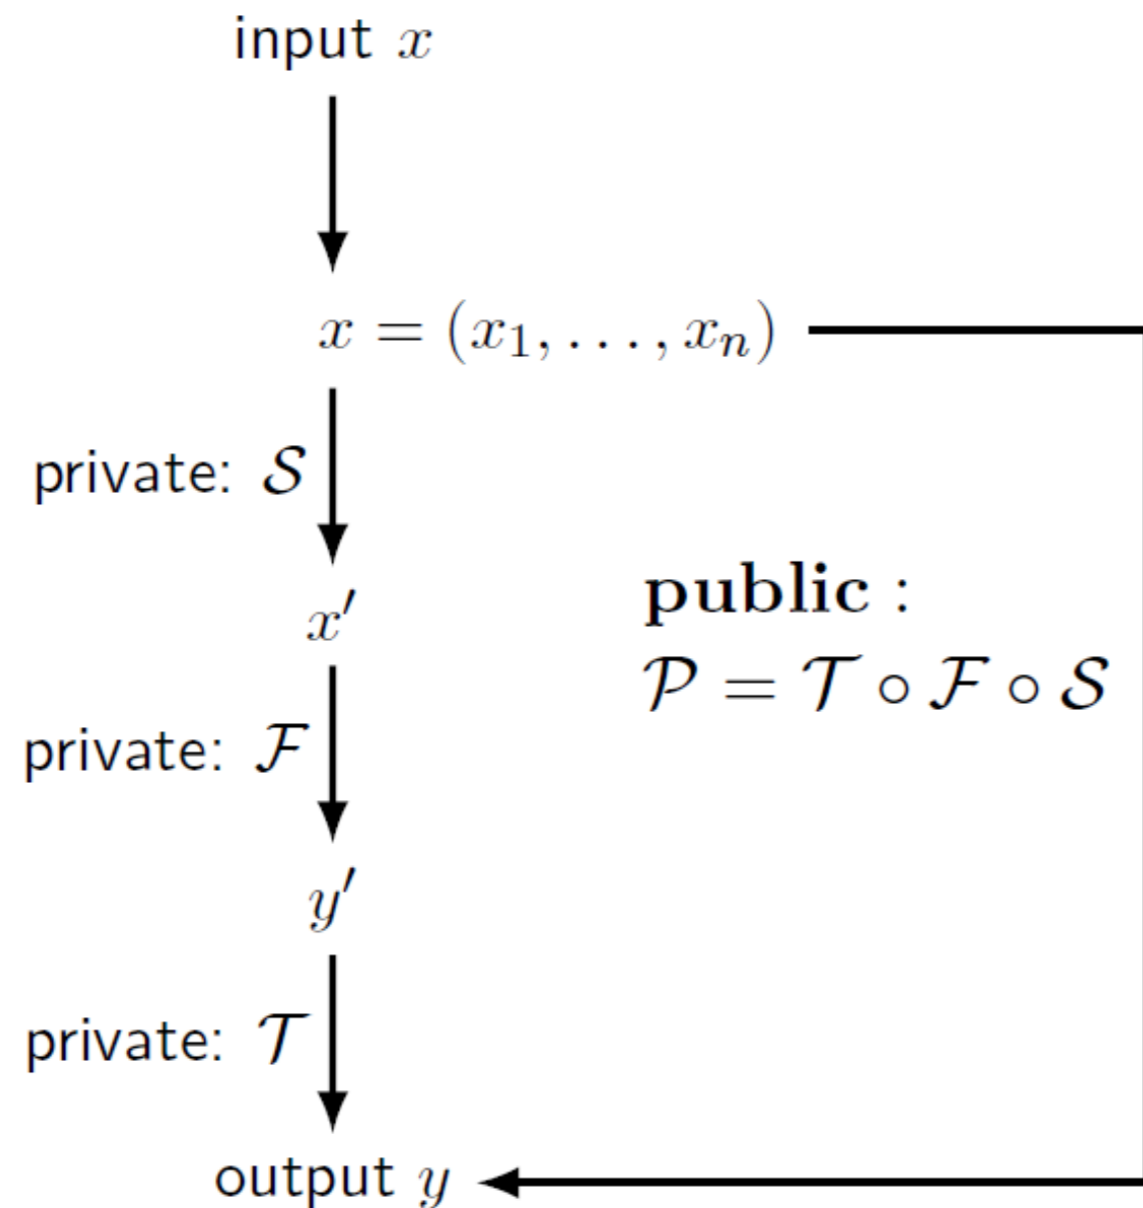 input x
x = (x₁, . . . , xₙ)
private: 𝒮
x′
public :
𝒫 = 𝒯 ∘ ℱ ∘ 𝒮
private: ℱ
y′
private: 𝒯
output y